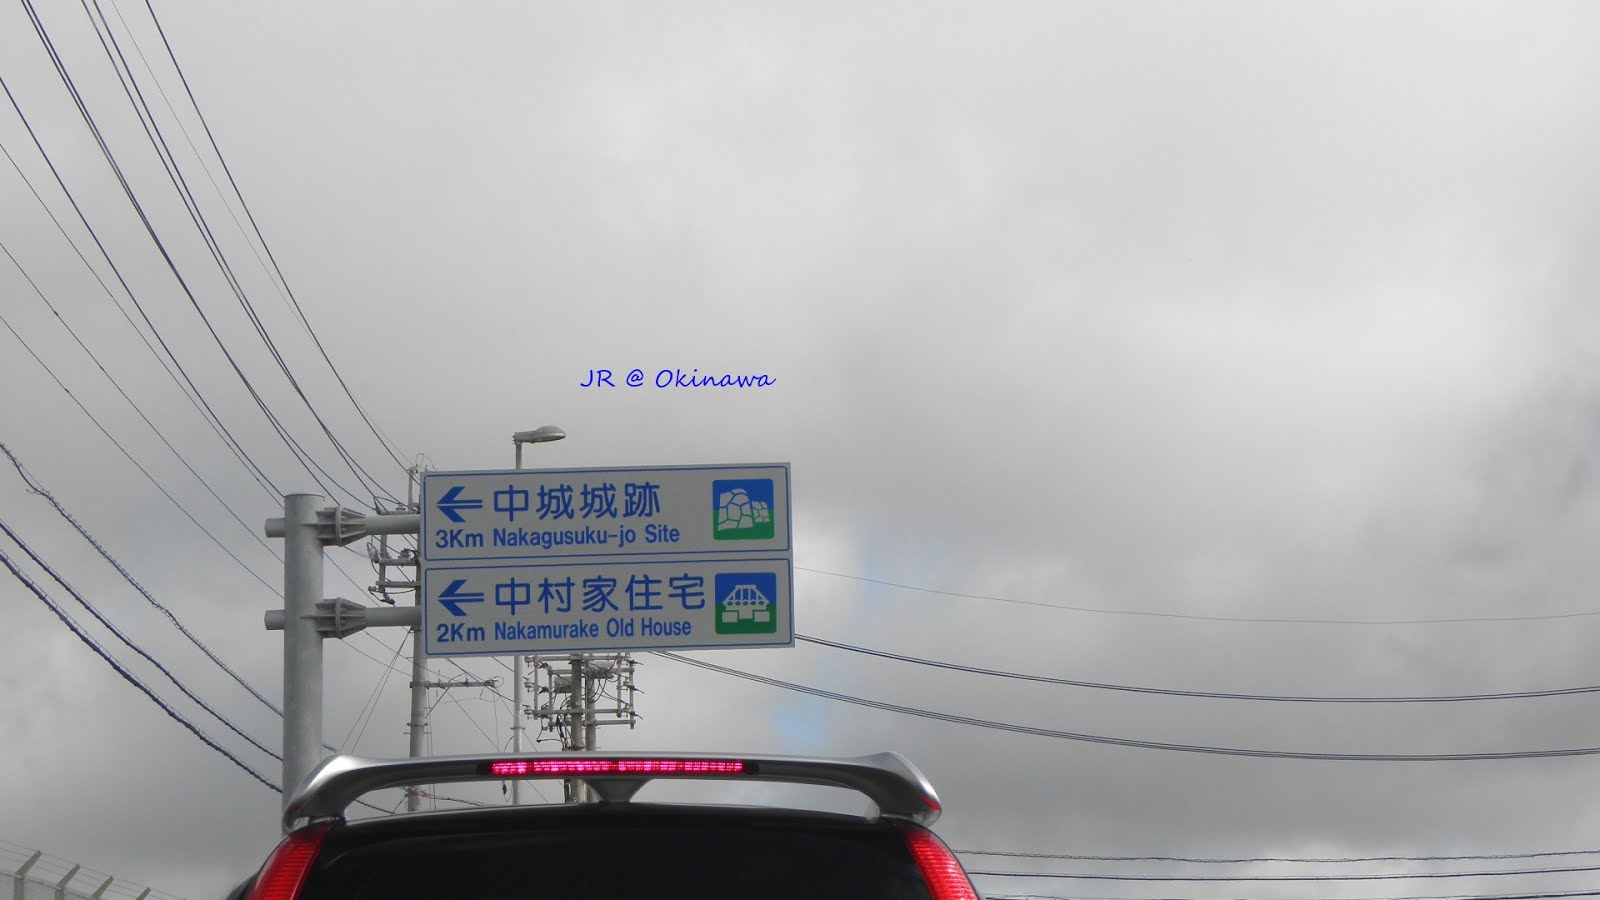 JR @ Okinawa
中城城跡
3Km Nakagusuku-jo Site
中村家住宅
2Km Nakamurake Old House